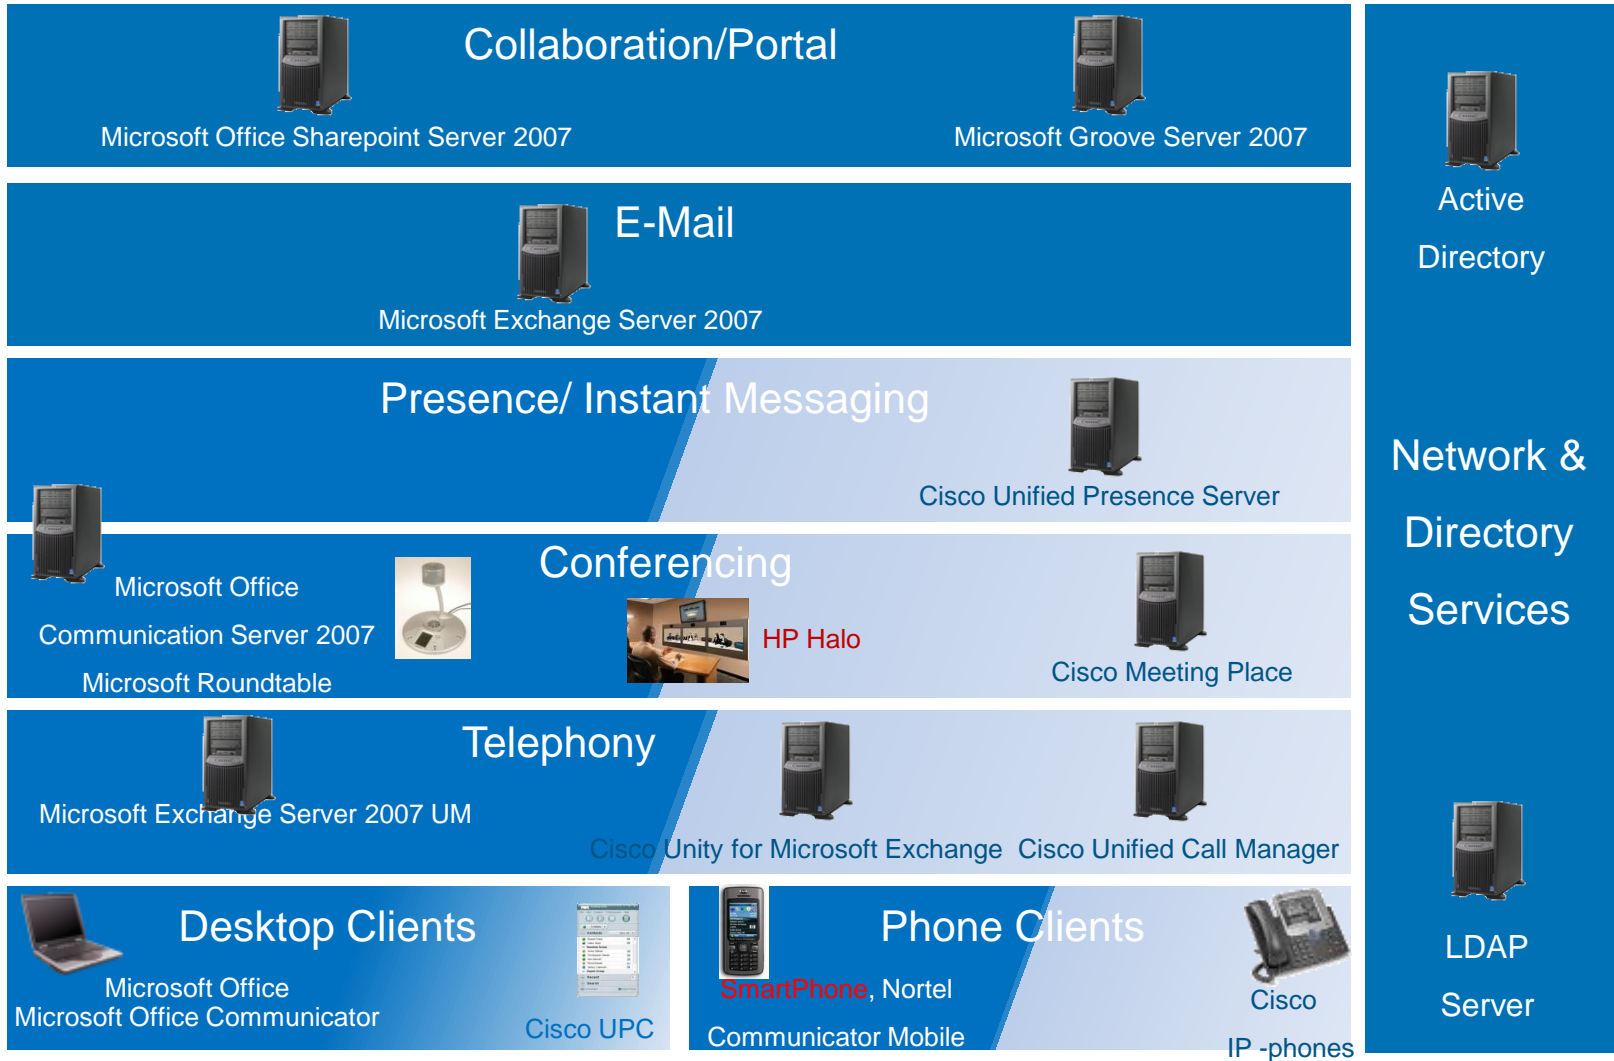 Collaboration/Portal
Microsoft Office Sharepoint Server 2007
Microsoft Groove Server 2007
E-Mail
Microsoft Exchange Server 2007
Presence/ Instant Messaging
Cisco Unified Presence Server
Conferencing
Microsoft Office
Communication Server 2007
Microsoft Roundtable
HP Halo
Cisco Meeting Place
Telephony
Microsoft Exchange Server 2007 UM
Cisco Unity for Microsoft Exchange
Cisco Unified Call Manager
Desktop Clients
Microsoft Office
Microsoft Office Communicator
Cisco UPC
Phone Clients
SmartPhone, Nortel
Communicator Mobile
Cisco
IP -phones
Active
Directory
Network &
Directory
Services
LDAP
Server